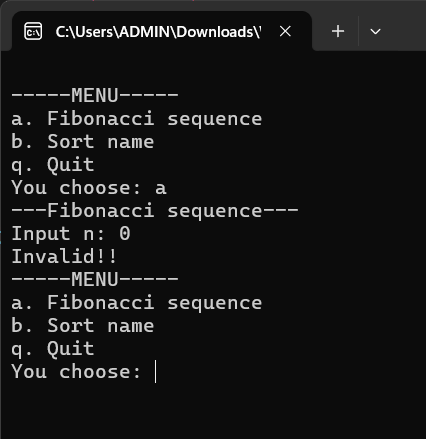 C:\Users\ADMIN\Downloads\
-----MENU-----
a. Fibonacci sequence
b. Sort name
q. Quit
You choose: a
---Fibonacci sequence---
Input n: 0
Invalid!!
-----MENU-----
a. Fibonacci sequence
b. Sort name
q. Quit
You choose: